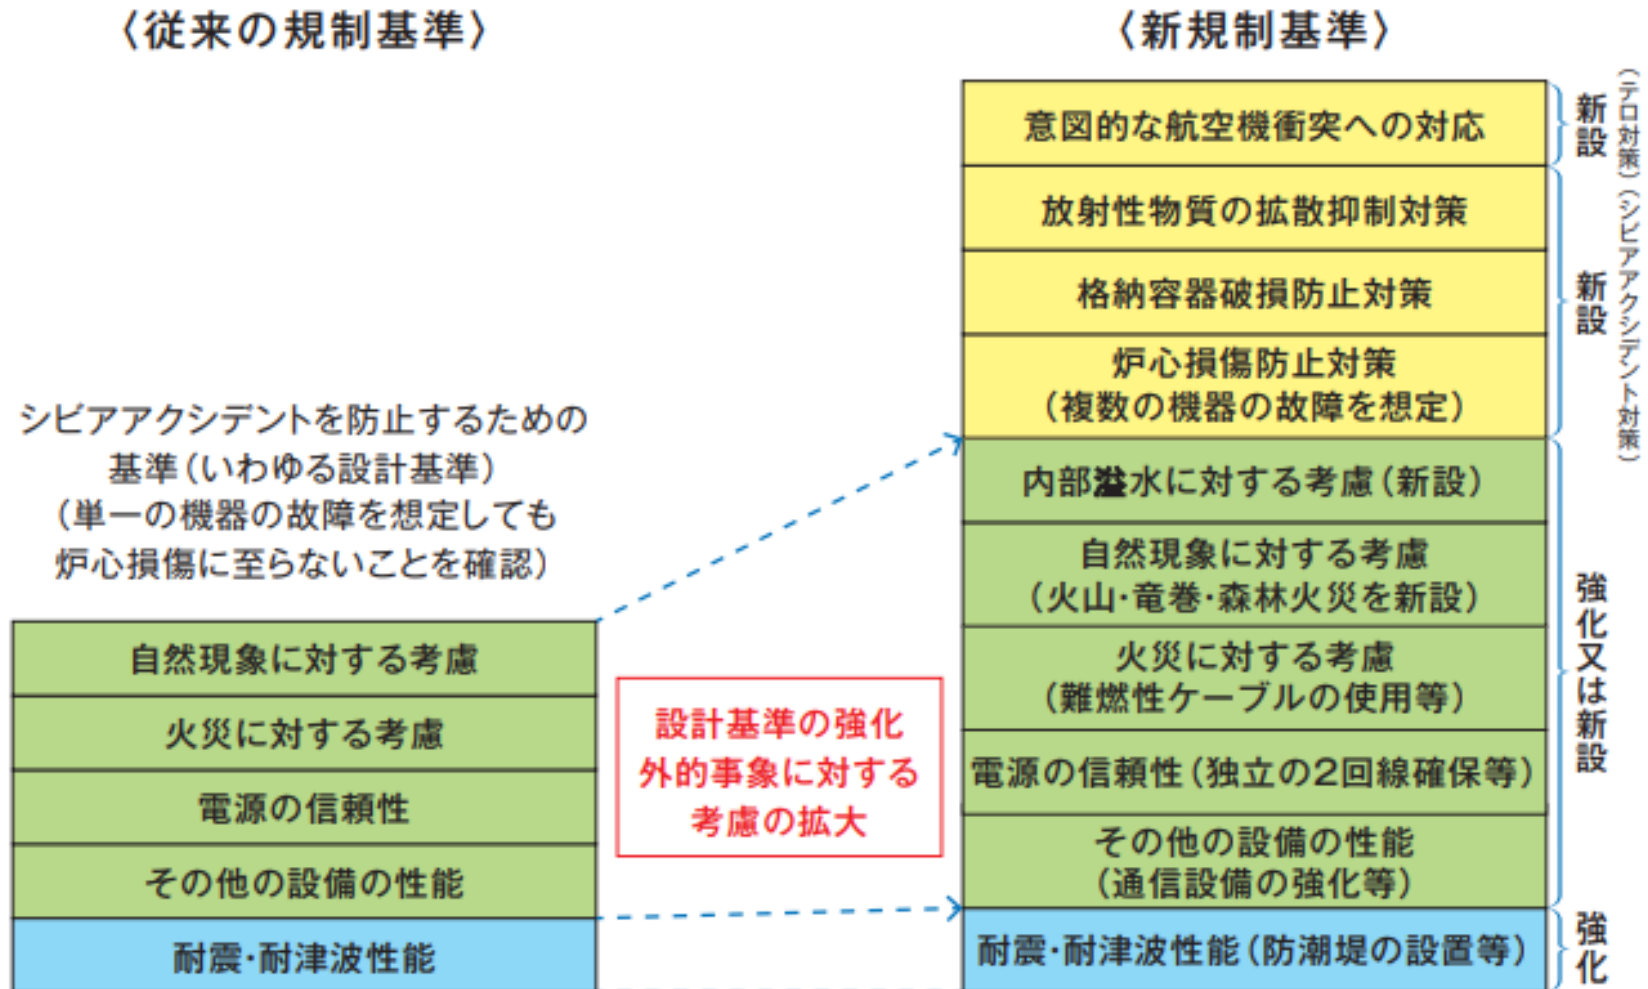 〈従来の規制基準〉
シビアアクシデントを防止するための
基準(いわゆる設計基準)
(単一の機器の故障を想定しても
炉心損傷に至らないことを確認)
自然現象に対する考慮
火災に対する考慮
電源の信頼性
その他の設備の性能
耐震・耐津波性能
設計基準の強化
外的事象に対する
考慮の拡大
〈新規制基準〉
意図的な航空機衝突への対応
放射性物質の拡散抑制対策
格納容器破損防止対策
炉心損傷防止対策
(複数の機器の故障を想定)
内部溢水に対する考慮(新設)
自然現象に対する考慮
(火山・竜巻・森林火災を新設)
火災に対する考慮
(難燃性ケーブルの使用等)
電源の信頼性(独立の2回線確保等)
その他の設備の性能
(通信設備の強化等)
耐震・耐津波性能(防潮堤の設置等)
新設
(テロ対策)
新設
(シビアアクシデント対策)
強化又は新設
強化